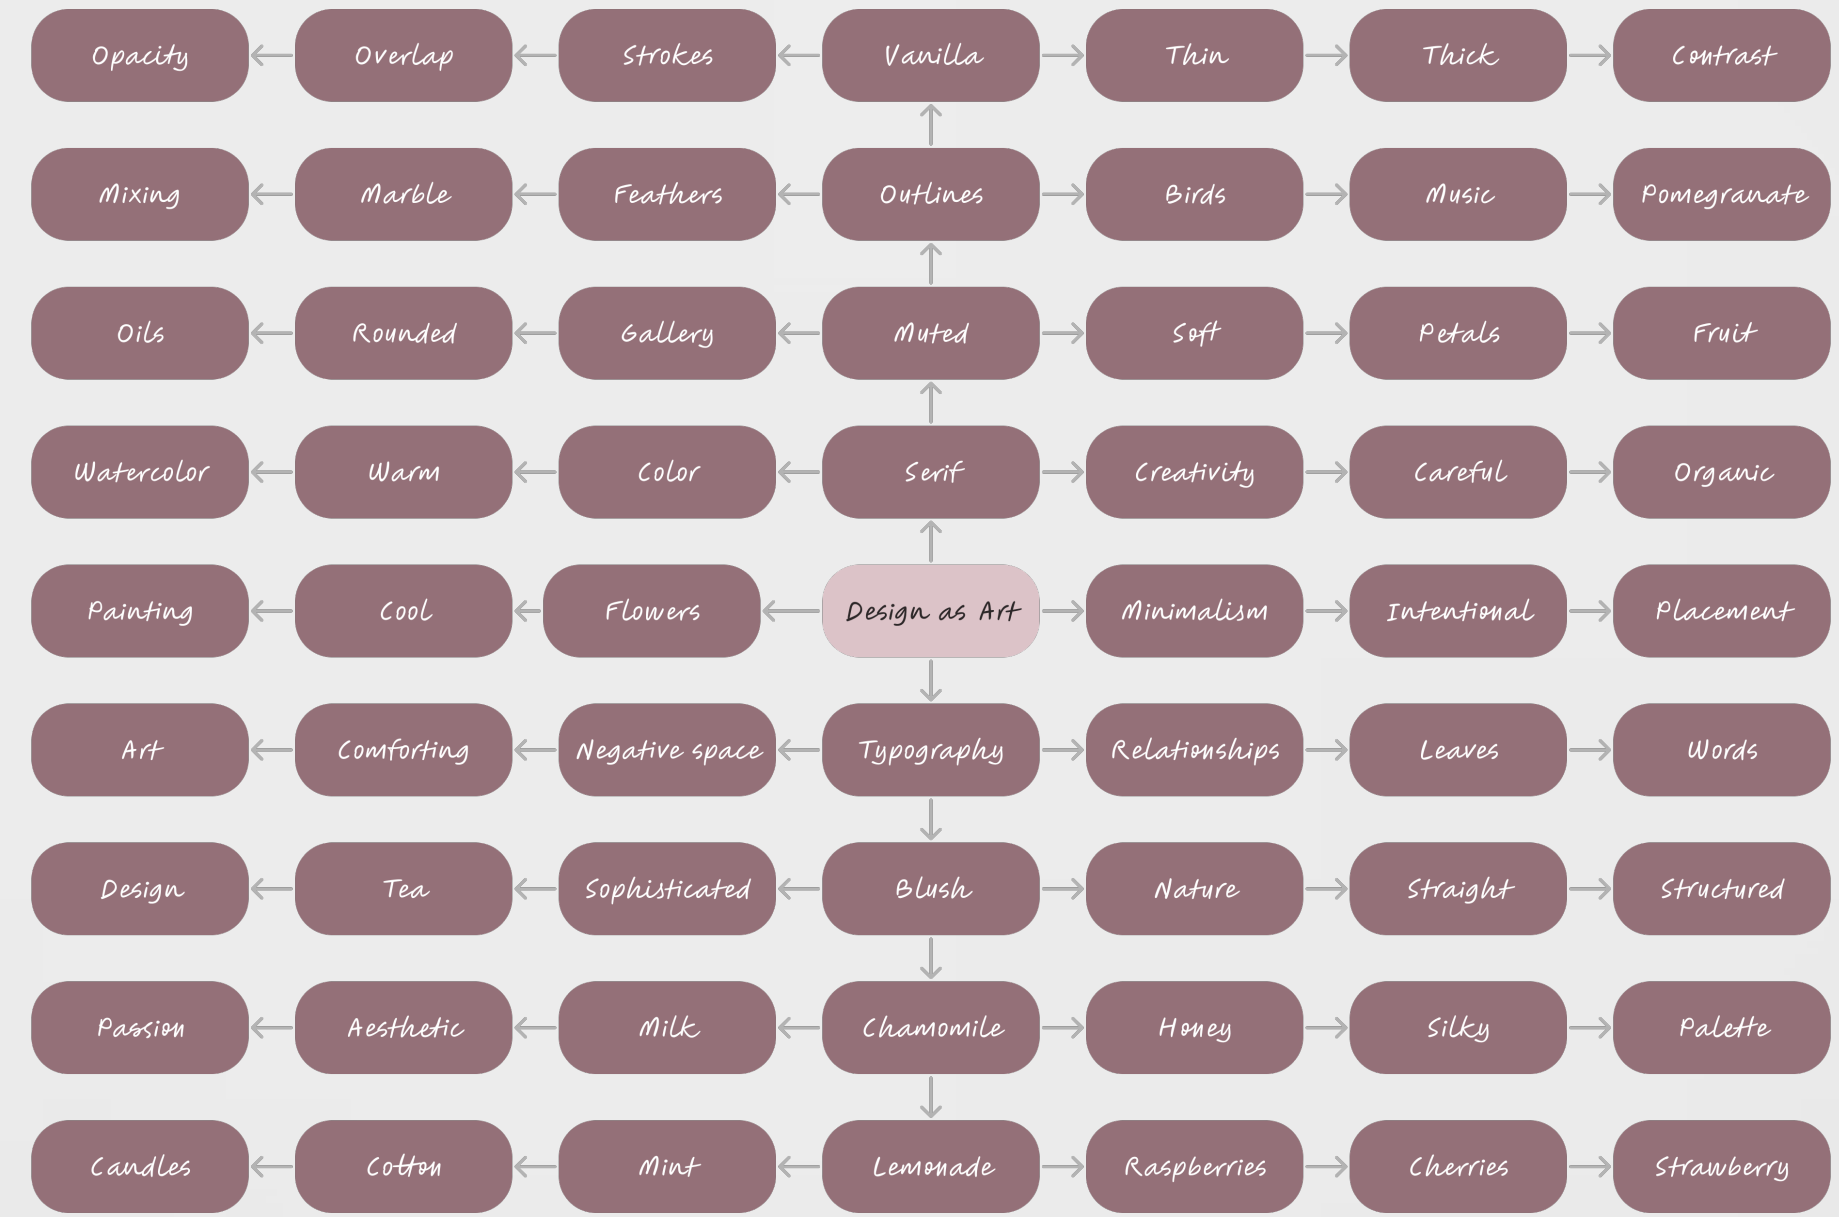 Opacity Overlap Strokes Vanilla Thin Thick Contrast
Mixing Marble Feathers Outlines Birds Music Pomegranate
Oils Rounded Gallery Muted Soft Petals Fruit
Watercolor Warm Color Serif Creativity Careful Organic
Painting Cool Flowers Design as Art Minimalism Intentional Placement
Art Comforting Negative space Typography Relationships Leaves Words
Design Tea Sophisticated Blush Nature Straight Structured
Passion Aesthetic Milk Chamomile Honey Silky Palette
Candles Cotton Mint Lemonade Raspberries Cherries Strawberry